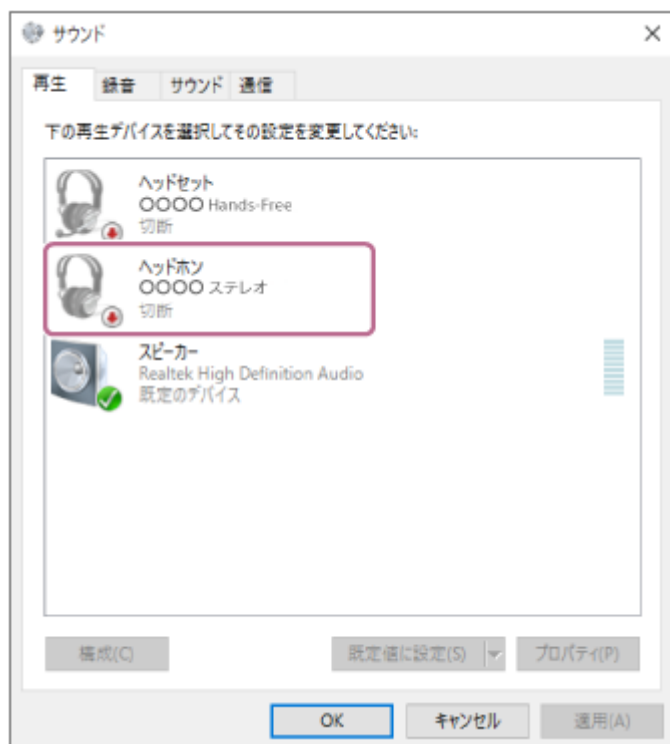 サウンド
再生 録音 サウンド 通信
下の再生デバイスを選択してその設定を変更してください:
ヘッドセット
〇〇〇〇 Hands-Free
切断
ヘッドホン
〇〇〇〇 ステレオ
切断
スピーカー
Realtek High Definition Audio
既定のデバイス
構成(C) 既定値に設定(S) プロパティ(P)
OK キャンセル 適用(A)